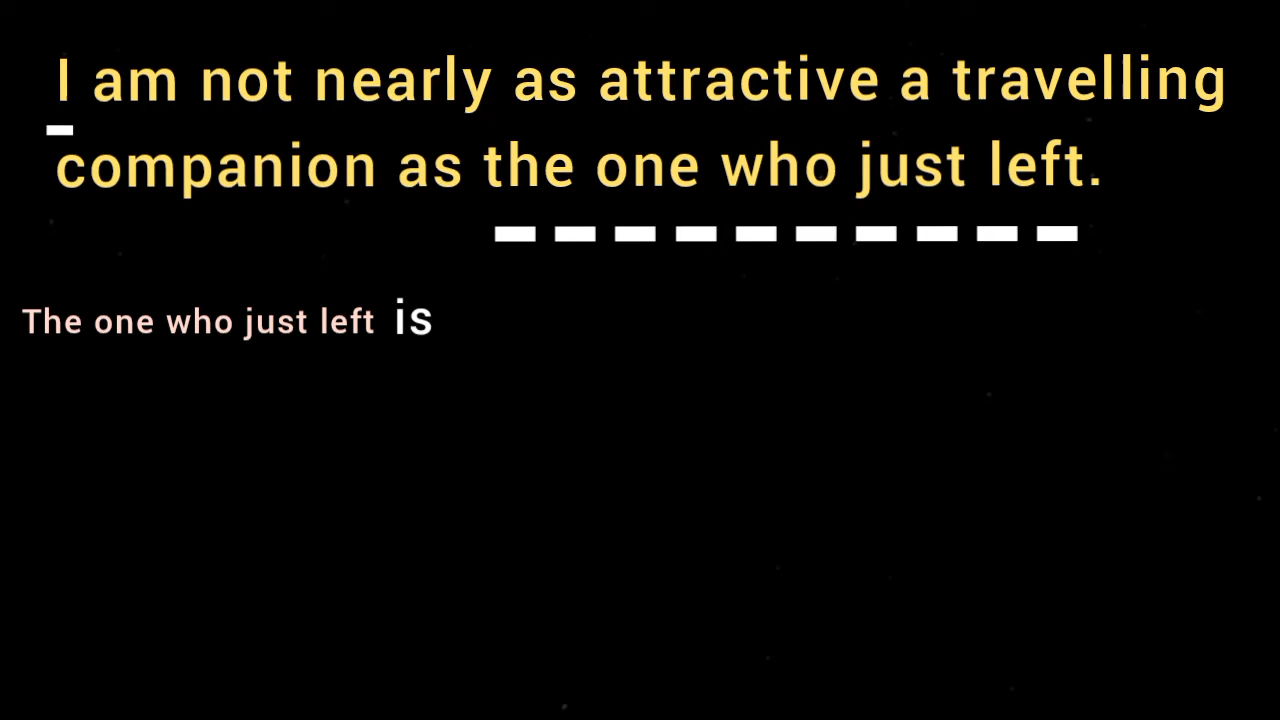 I am not nearly as attractive a travelling
companion as the one who just left.
The one who just left is